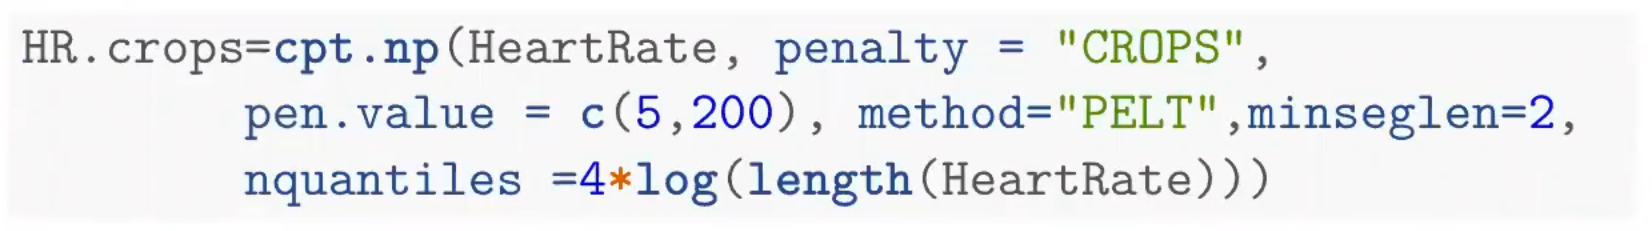 HR.crops=cpt.np(HeartRate, penalty = "CROPS",
pen.value = c(5,200), method="PELT",minseglen=2,
nquantiles =4*log(length(HeartRate)))